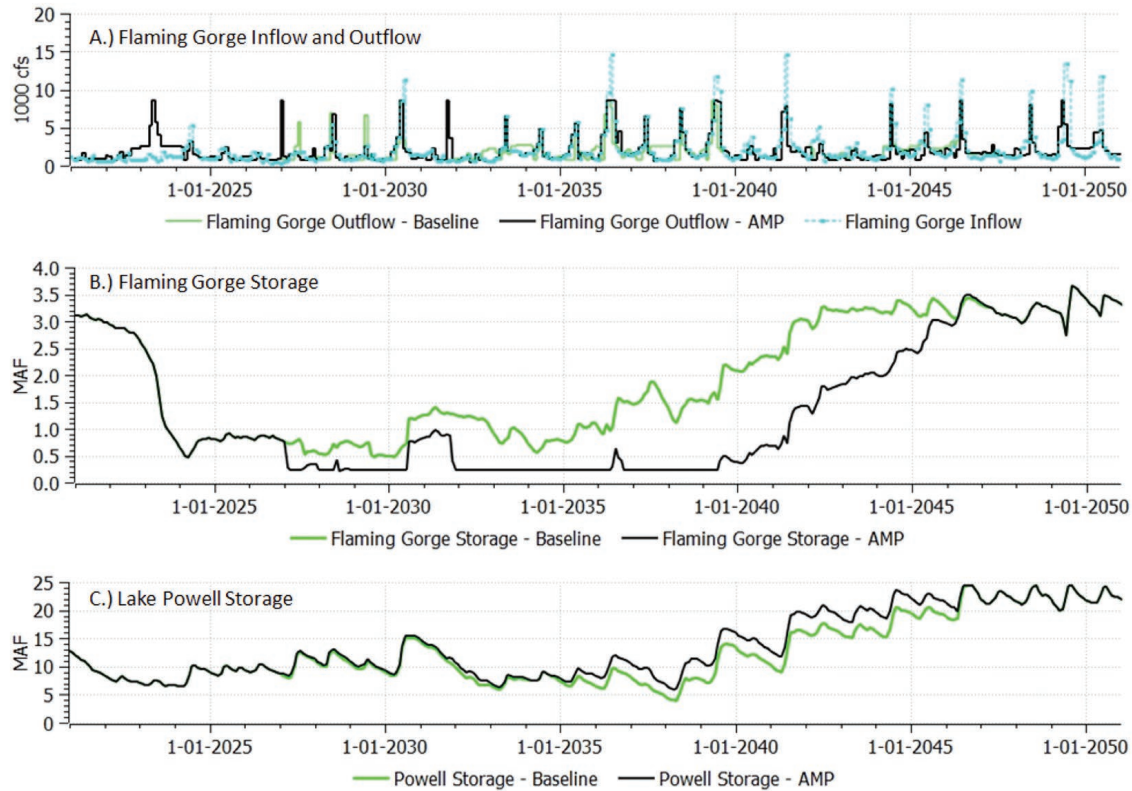 A.) Flaming Gorge Inflow and Outflow
1000 cfs
20
15
10
5
0
1-01-2025 1-01-2030 1-01-2035 1-01-2040 1-01-2045 1-01-2050
Flaming Gorge Outflow - Baseline Flaming Gorge Outflow - AMP Flaming Gorge Inflow
B.) Flaming Gorge Storage
MAF
4.0
3.5
3.0
2.5
2.0
1.5
1.0
0.5
0.0
1-01-2025 1-01-2030 1-01-2035 1-01-2040 1-01-2045 1-01-2050
Flaming Gorge Storage - Baseline Flaming Gorge Storage - AMP
C.) Lake Powell Storage
MAF
25
20
15
10
5
0
1-01-2025 1-01-2030 1-01-2035 1-01-2040 1-01-2045 1-01-2050
Powell Storage - Baseline Powell Storage - AMP